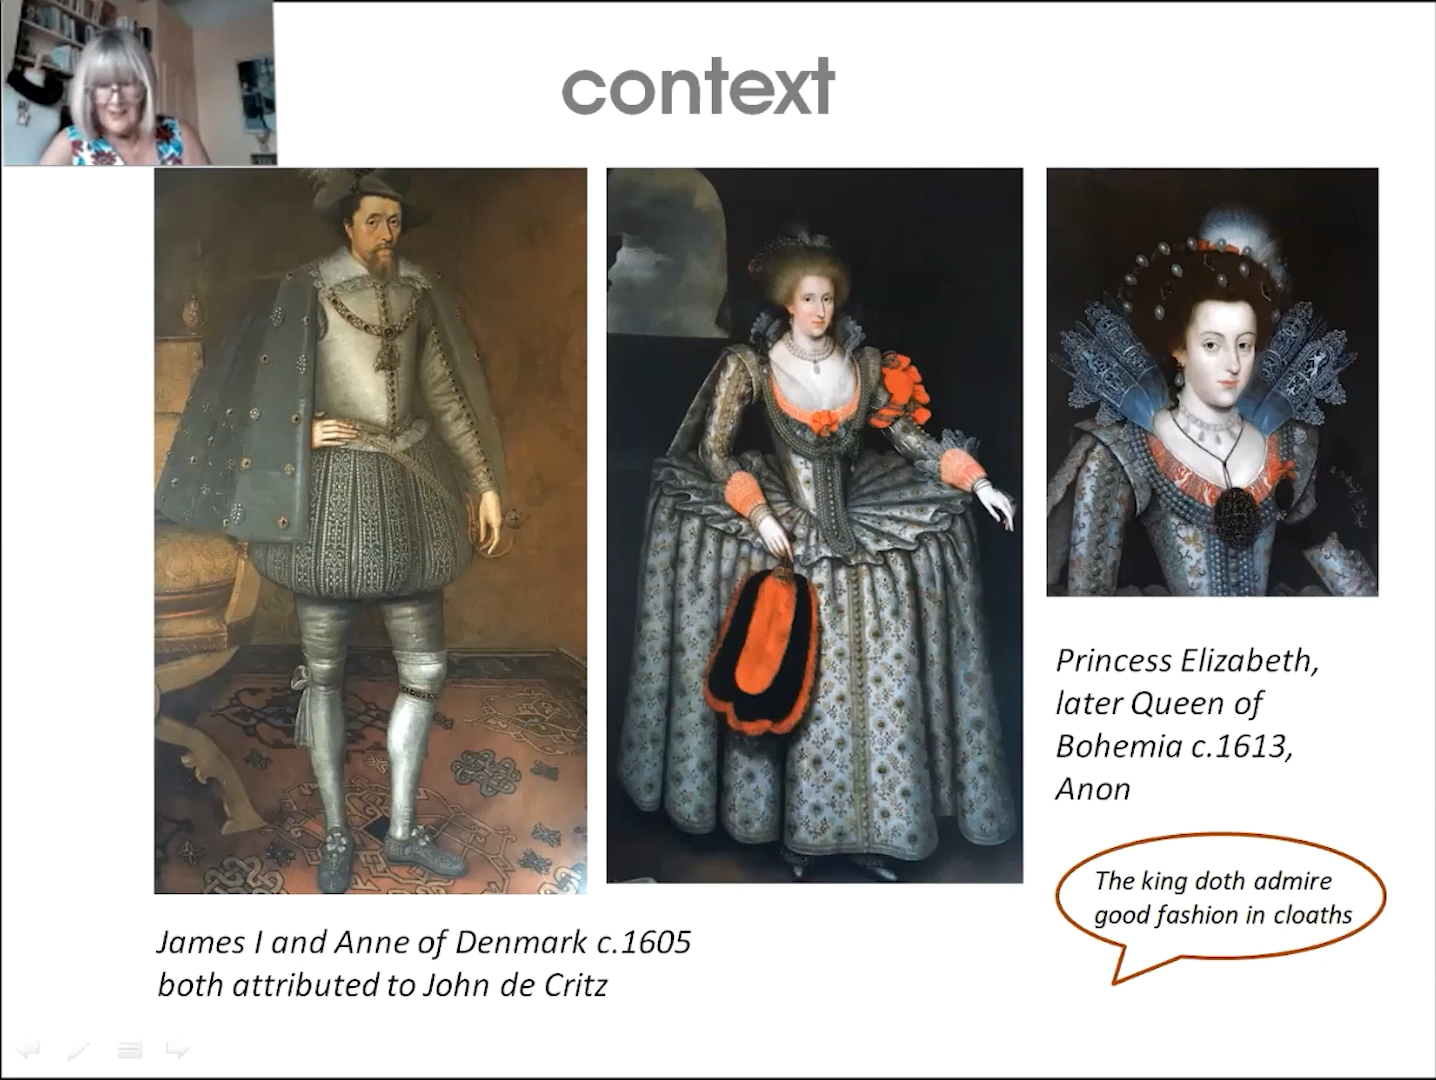 context
Princess Elizabeth,
later Queen of
Bohemia c.1613,
Anon
The king doth admire
good fashion in cloaths
James I and Anne of Denmark c.1605
both attributed to John de Critz